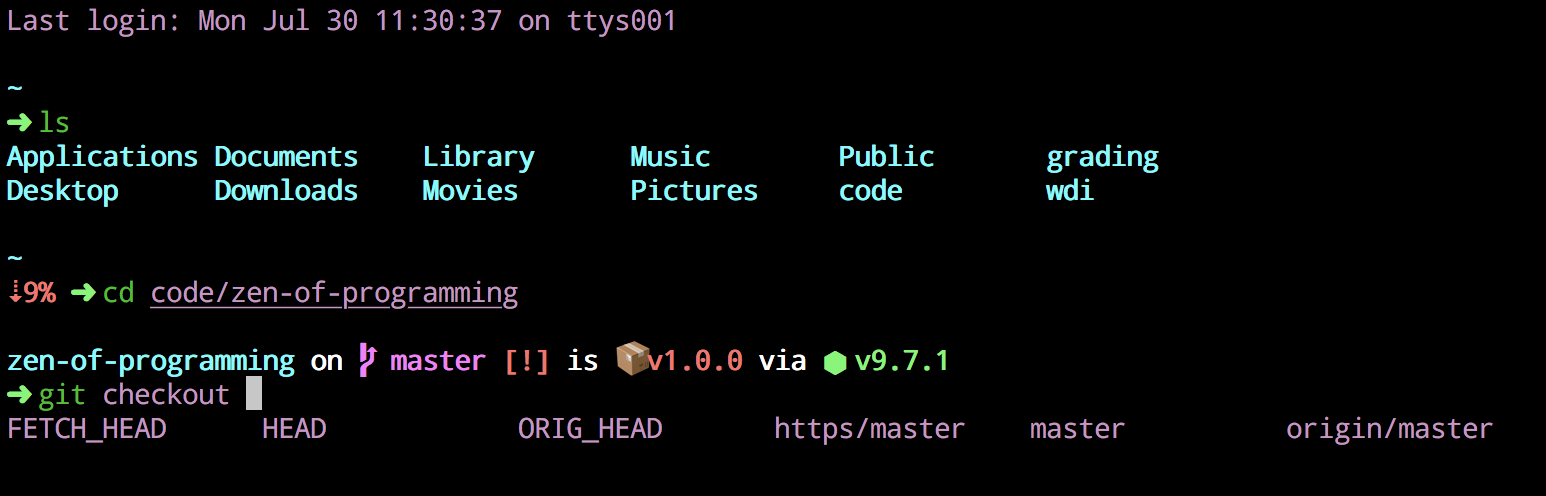 Last login: Mon Jul 30 11:30:37 on ttys001
~
➜ ls
Applications Documents Library Music Public grading
Desktop Downloads Movies Pictures code wdi
~
⇣9% ➜ cd code/zen-of-programming
zen-of-programming on master [!] is 📦v1.0.0 via ⬢ v9.7.1
➜ git checkout
FETCH_HEAD HEAD ORIG_HEAD https/master master origin/master